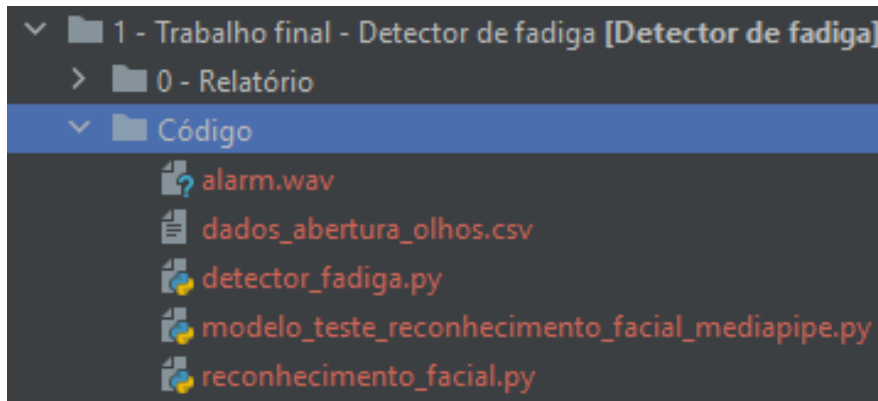 1 - Trabalho final - Detector de fadiga [Detector de fadiga]
0 - Relatório
Código
alarm.wav
dados_abertura_olhos.csv
detector_fadiga.py
modelo_teste_reconhecimento_facial_mediapipe.py
reconhecimento_facial.py